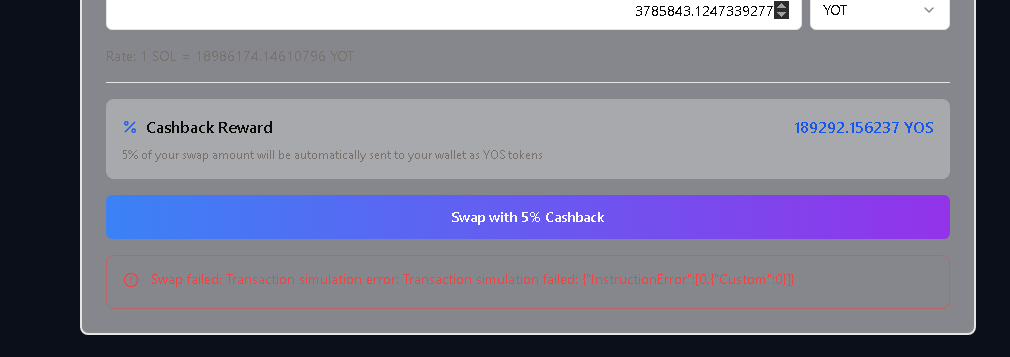 3785843.1247339277
YOT
Rate: 1 SOL = 18986174.14610796 YOT
% Cashback Reward
189292.156237 YOS
5% of your swap amount will be automatically sent to your wallet as YOS tokens
Swap with 5% Cashback
Swap failed: Transaction simulation error: Transaction simulation failed: {"InstructionError":[0,{"Custom":0}]}